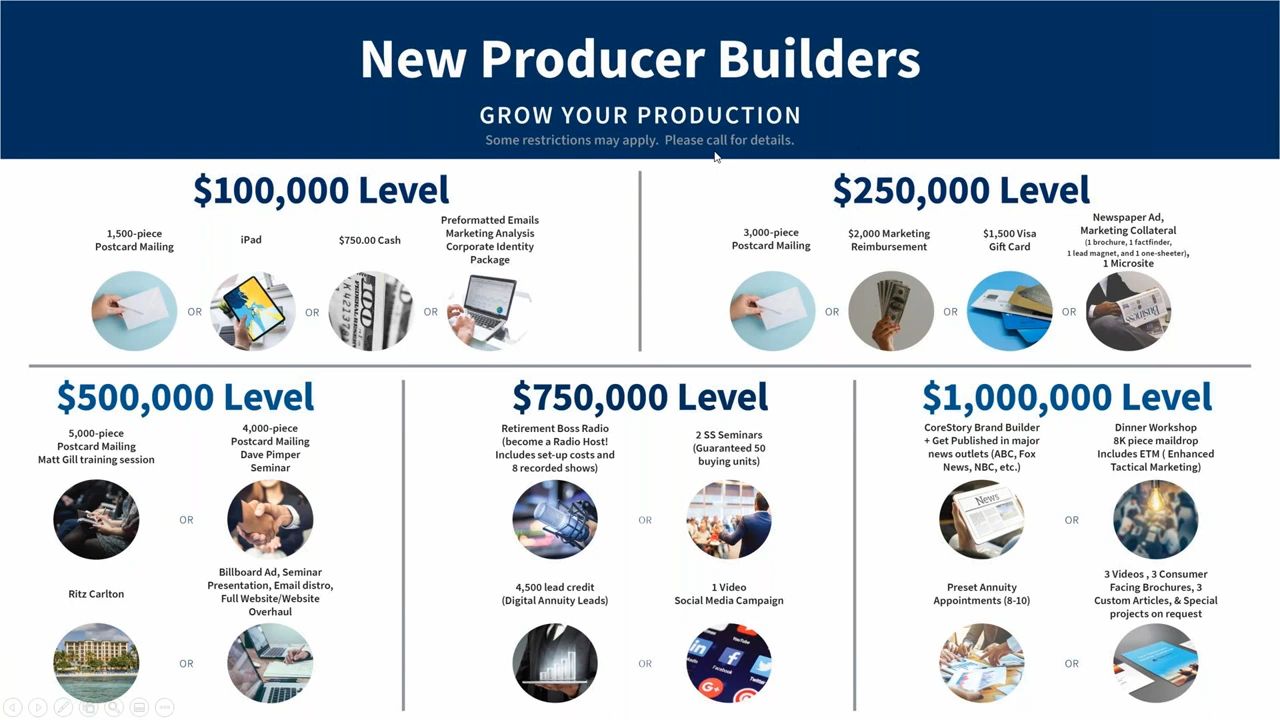 New Producer Builders
GROW YOUR PRODUCTION
Some restrictions may apply.  Please call for details.
$100,000 Level
1,500-piece
Postcard Mailing
iPad
$750.00 Cash
Preformatted Emails
Marketing Analysis
Corporate Identity
Package
OR
OR
OR
$250,000 Level
3,000-piece
Postcard Mailing
$2,000 Marketing
Reimbursement
$1,500 Visa
Gift Card
Newspaper Ad,
Marketing Collateral
(1 brochure, 1 factfinder,
1 lead magnet, and 1 one-sheeter),
1 Microsite
OR
OR
OR
Business
$500,000 Level
5,000-piece
Postcard Mailing
Matt Gill training session
4,000-piece
Postcard Mailing
Dave Pimper
Seminar
OR
Ritz Carlton
Billboard Ad, Seminar
Presentation, Email distro,
Full Website/Website
Overhaul
OR
$750,000 Level
Retirement Boss Radio
(become a Radio Host!
Includes set-up costs and
8 recorded shows)
2 SS Seminars
(Guaranteed 50
buying units)
OR
4,500 lead credit
(Digital Annuity Leads)
1 Video
Social Media Campaign
OR
YouTube
Facebook
$1,000,000 Level
CoreStory Brand Builder
+ Get Published in major
news outlets (ABC, Fox
News, NBC, etc.)
Dinner Workshop
8K piece maildrop
Includes ETM ( Enhanced
Tactical Marketing)
News
OR
Preset Annuity
Appointments (8-10)
3 Videos , 3 Consumer
Facing Brochures, 3
Custom Articles, & Special
projects on request
OR